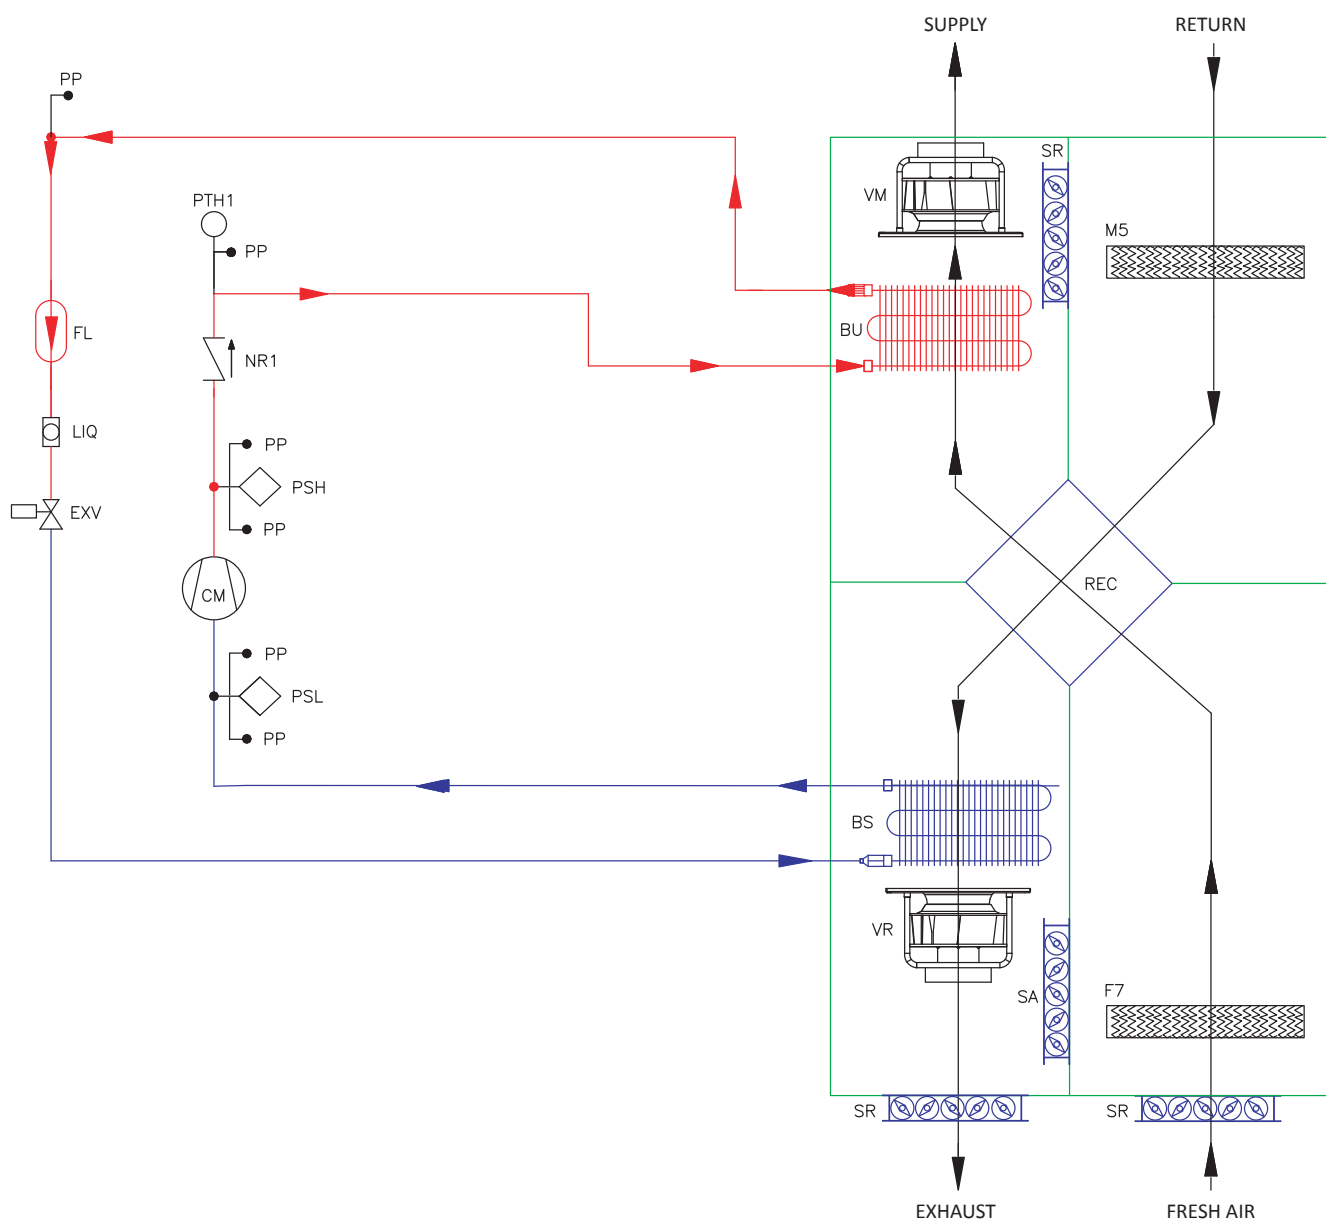 SUPPLY RETURN
PP
SR
PTH1 VM
M5
PP
FL BU
NR1
LIQ PP
PSH
EXV PP
CM REC
PP
PSL
PP
BS
VR
SA F7
SR SR
EXHAUST FRESH AIR